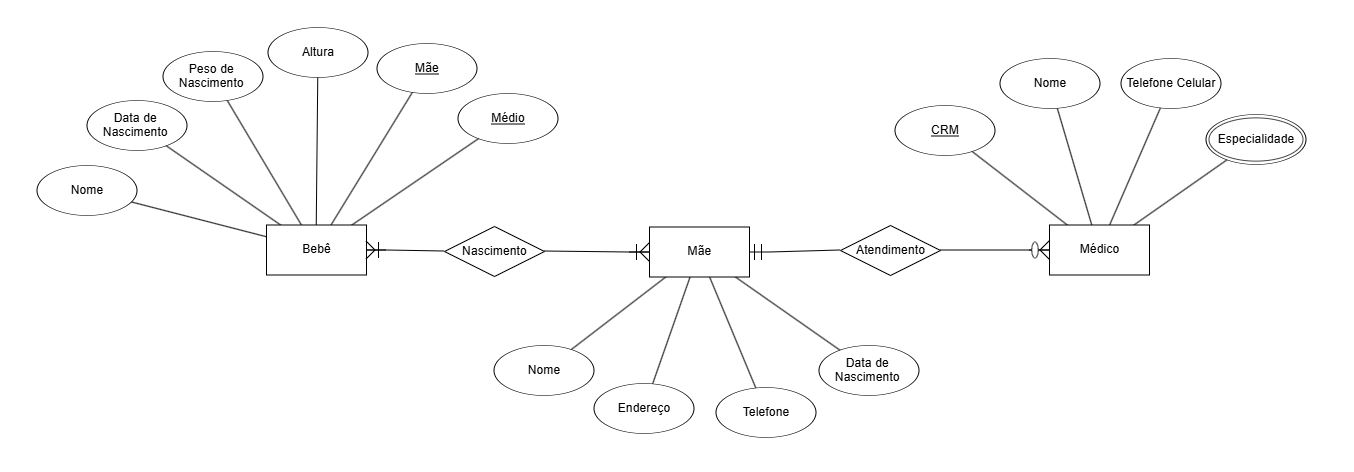 Altura
Mãe
Peso de
Nascimento
Nome
Telefone Celular
Data de
Nascimento
Médio
CRM
Especialidade
Nome
Bebê
Nascimento
Mãe
Atendimento
Médico
Nome
Data de
Nascimento
Endereço
Telefone